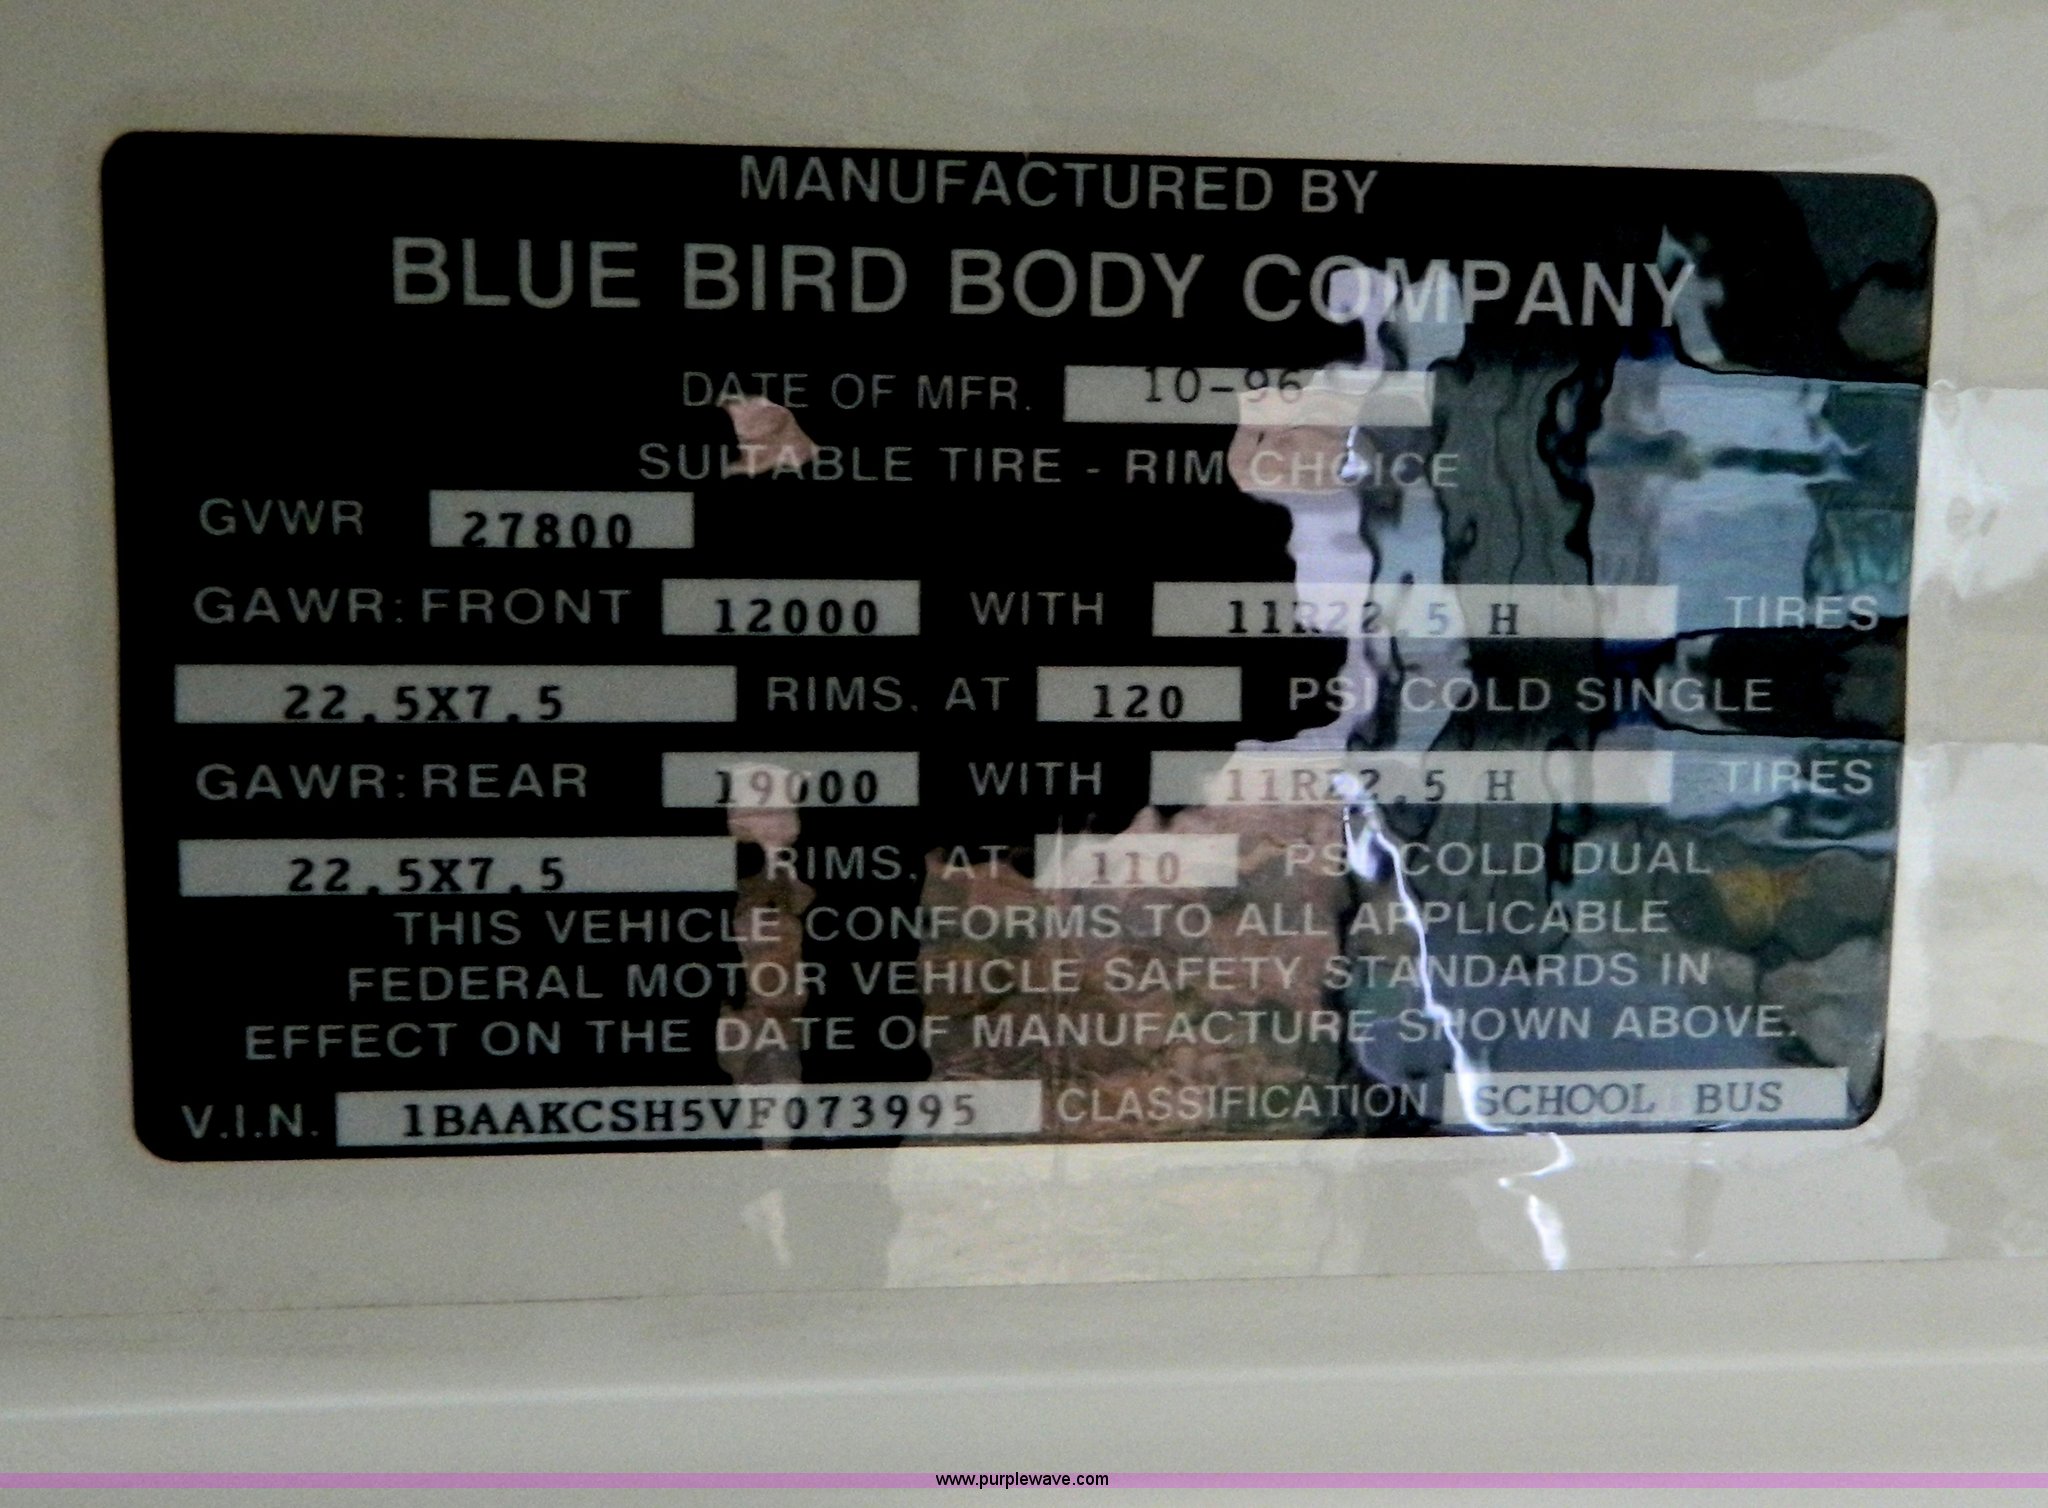 MANUFACTURED BY
BLUE BIRD BODY COMPANY
DATE OF MFR. 10-96
SUITABLE TIRE - RIM CHOICE
GVWR 27800
GAWR: FRONT 12000 WITH 11R22.5 H TIRES
22.5X7.5 RIMS. AT 120 PSI COLD SINGLE
GAWR: REAR 19000 WITH 11R22.5 H TIRES
22.5X7.5 RIMS. AT 110 PSI COLD DUAL
THIS VEHICLE CONFORMS TO ALL APPLICABLE
FEDERAL MOTOR VEHICLE SAFETY STANDARDS IN
EFFECT ON THE DATE OF MANUFACTURE SHOWN ABOVE.
V.I.N. 1BAAKCSH5VF073995 CLASSIFICATION SCHOOL BUS
www.purplewave.com